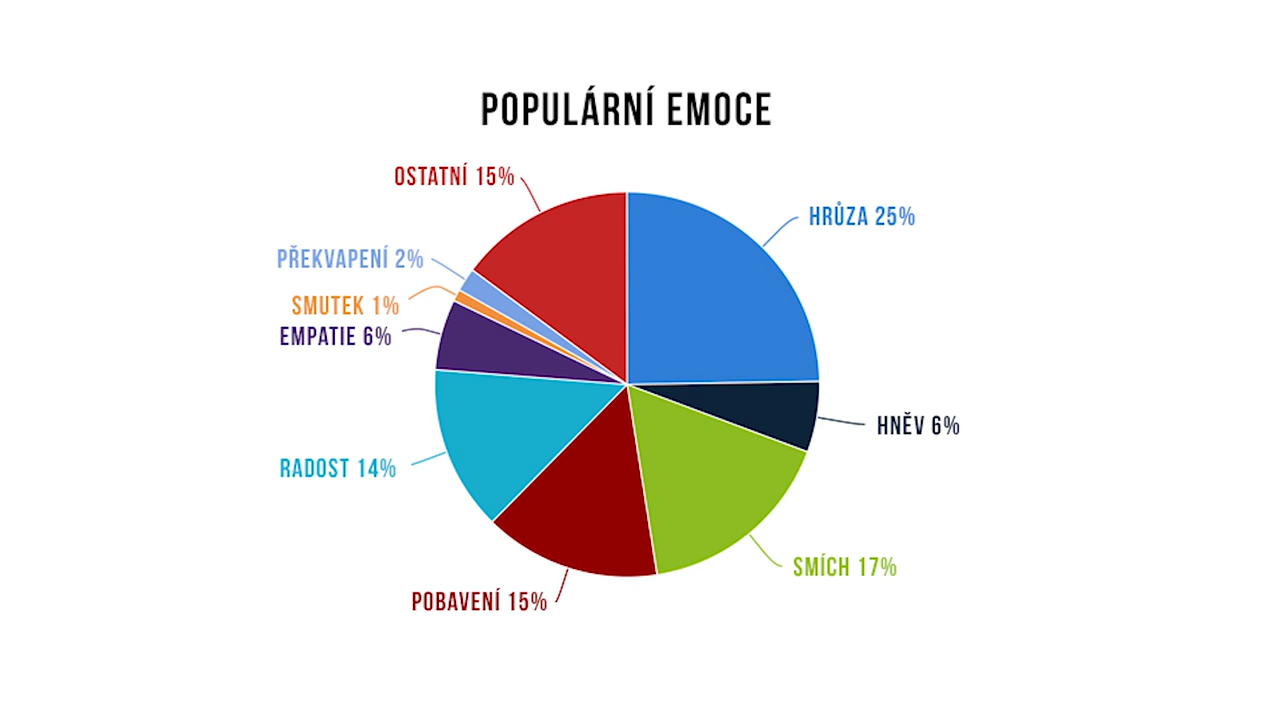 POPULÁRNÍ EMOCE
OSTATNÍ 15%
HRŮZA 25%
PŘEKVAPENÍ 2%
SMUTEK 1%
EMPATIE 6%
HNĚV 6%
RADOST 14%
SMÍCH 17%
POBAVENÍ 15%